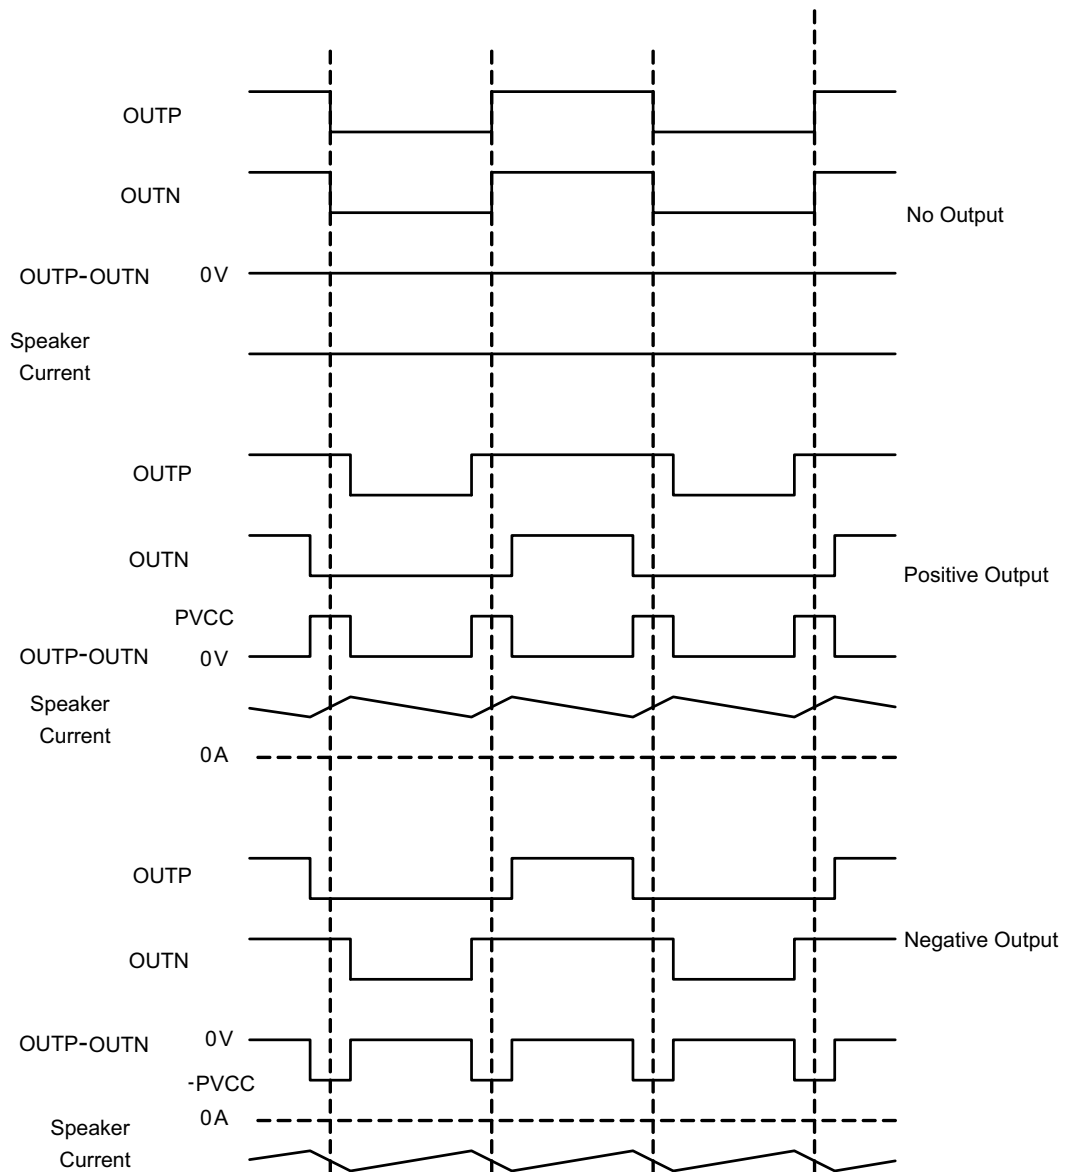 OUTP
OUTN
No Output
OUTP-OUTN 0V
Speaker
Current
OUTP
OUTN
Positive Output
PVCC
OUTP-OUTN 0V
Speaker
Current
0A
OUTP
OUTN
Negative Output
OUTP-OUTN 0V
-PVCC
0A
Speaker
Current